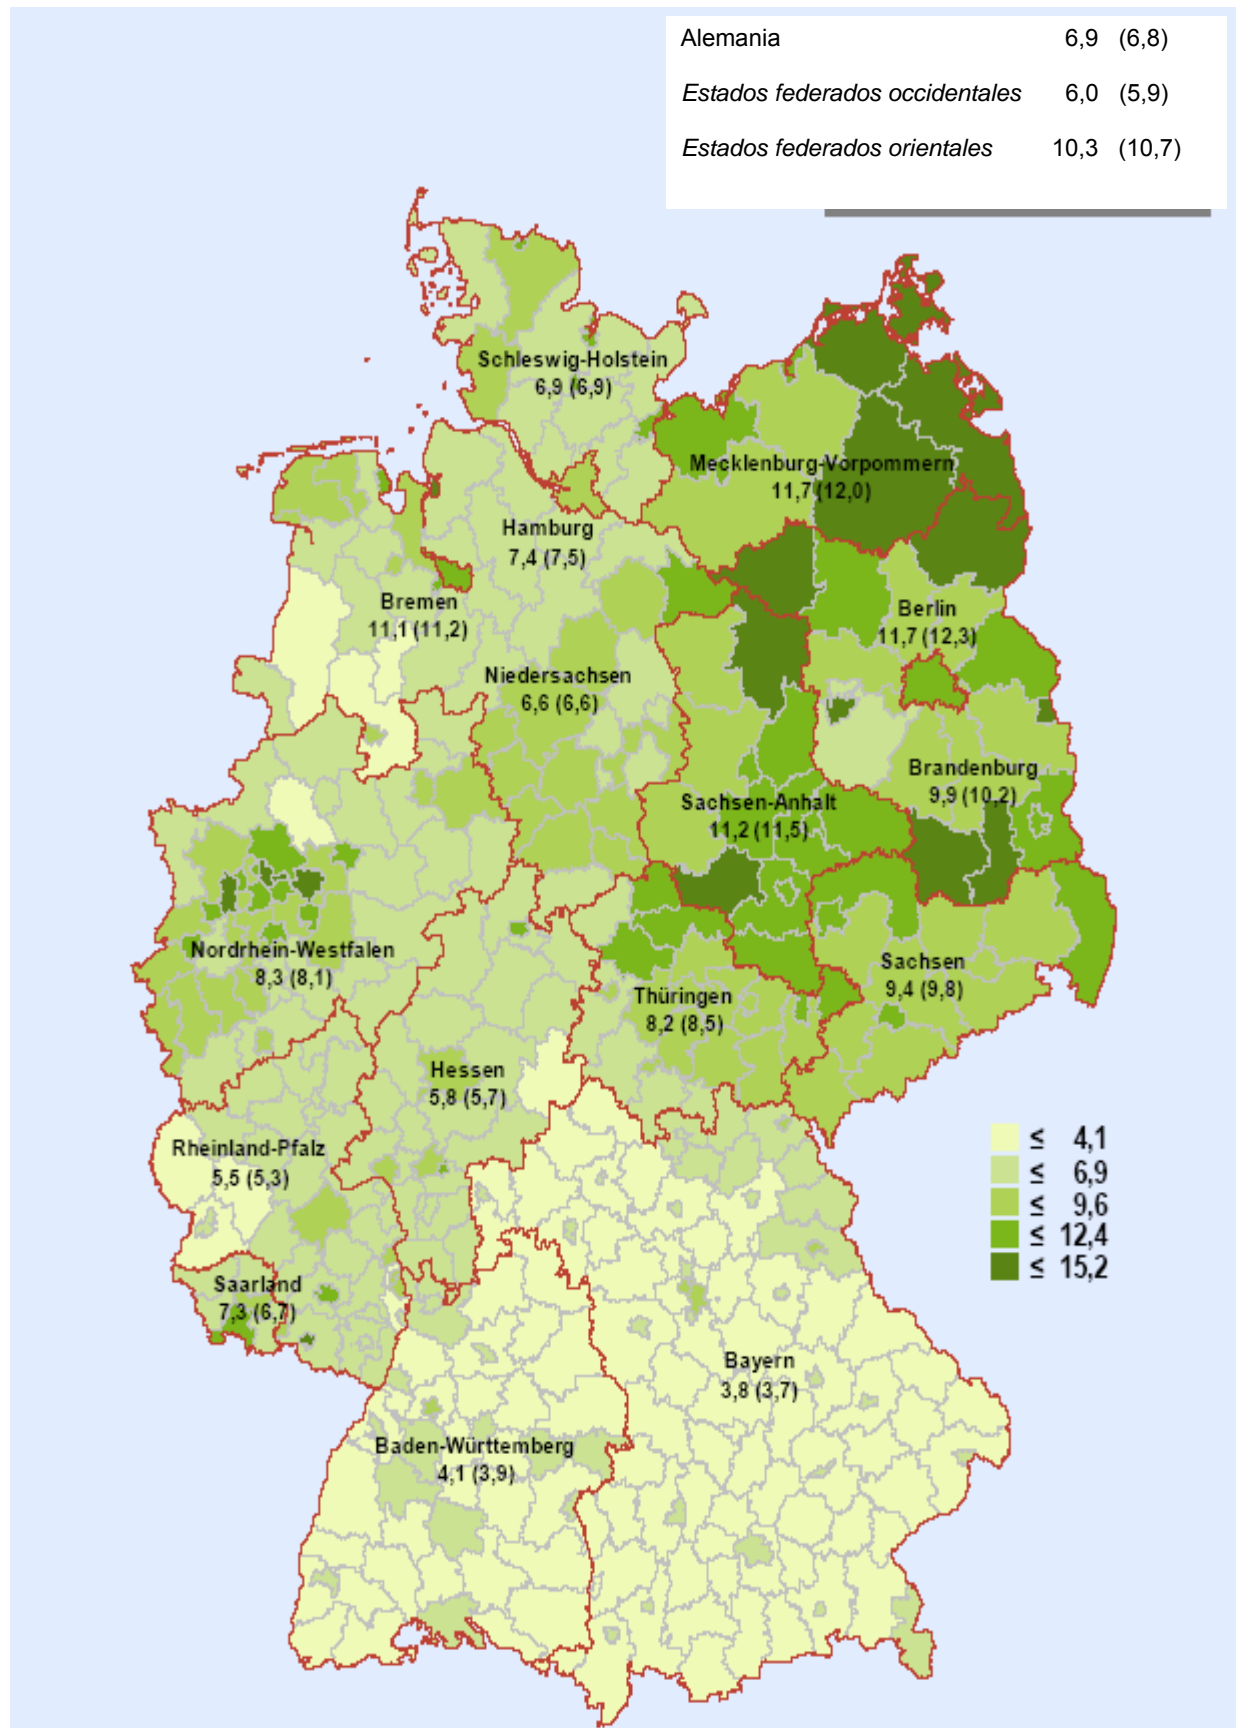 Alemania 6,9 (6,8)
Estados federados occidentales 6,0 (5,9)
Estados federados orientales 10,3 (10,7)
Schleswig-Holstein
6,9 (6,9)
Mecklenburg-Vorpommern
11,7 (12,0)
Hamburg
7,4 (7,5)
Bremen
11,1 (11,2)
Berlin
11,7 (12,3)
Niedersachsen
6,6 (6,6)
Brandenburg
9,9 (10,2)
Sachsen-Anhalt
11,2 (11,5)
Nordrhein-Westfalen
8,3 (8,1)
Sachsen
9,4 (9,8)
Thüringen
8,2 (8,5)
Hessen
5,8 (5,7)
Rheinland-Pfalz
5,5 (5,3)
≤ 4,1
≤ 6,9
≤ 9,6
≤ 12,4
≤ 15,2
Saarland
7,3 (6,7)
Bayern
3,8 (3,7)
Baden-Württemberg
4,1 (3,9)